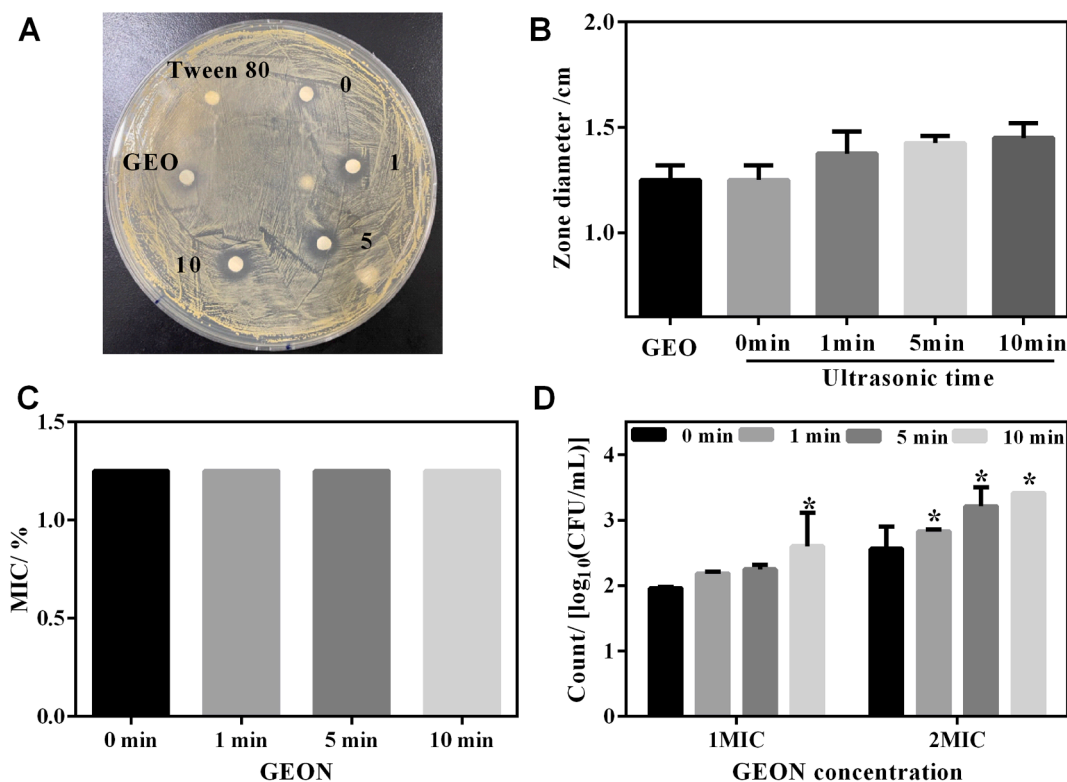 A
Tween 80
0
GEO
1
5
10
B
Zone diameter /cm
2.0
1.5
1.0
GEO
0min 1min 5min 10min
Ultrasonic time
C
MIC/ %
1.5
1.0
0.5
0.0
0 min 1 min 5 min 10 min
GEON
D
0 min 1 min 5 min 10 min
Count/ [log₁₀(CFU/mL)]
4
3
2
1
0
* * * *
1MIC 2MIC
GEON concentration